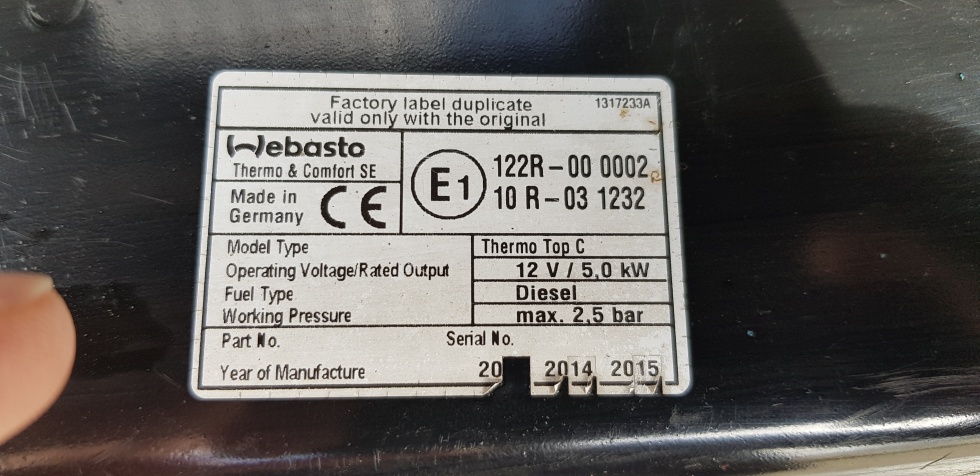 Factory label duplicate
valid only with the original
1317233A
Webasto
Thermo & Comfort SE
Made in
Germany
CE
E1
122R-00 0002
10 R-03 1232
Model Type Thermo Top C
Operating Voltage/Rated Output 12 V / 5,0 kW
Fuel Type Diesel
Working Pressure max. 2,5 bar
Part No. Serial No.
Year of Manufacture 20 2014 2015